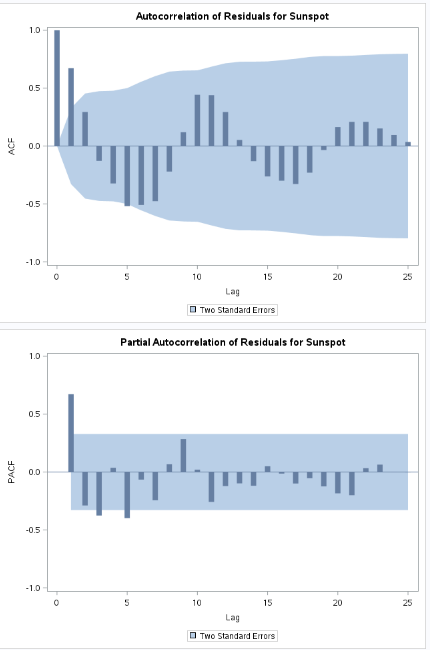 Autocorrelation of Residuals for Sunspot
1.0
0.5
0.0
-0.5
-1.0
ACF
0 5 10 15 20 25
Lag
Two Standard Errors
Partial Autocorrelation of Residuals for Sunspot
1.0
0.5
0.0
-0.5
-1.0
PACF
0 5 10 15 20 25
Lag
Two Standard Errors